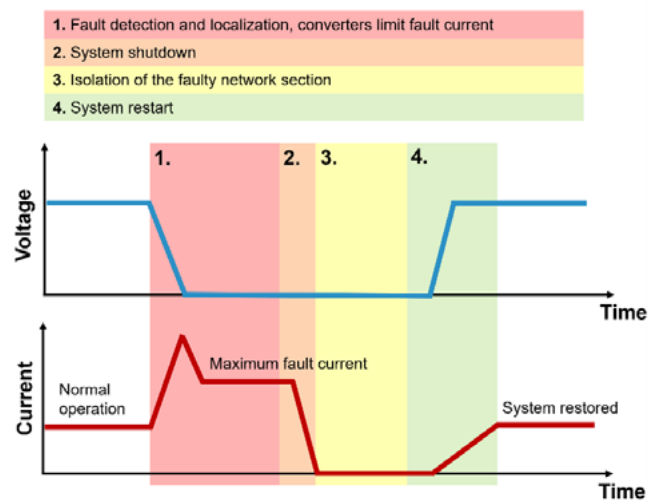 1. Fault detection and localization, converters limit fault current
2. System shutdown
3. Isolation of the faulty network section
4. System restart
1. 2. 3. 4.
Voltage
Time
Maximum fault current
Normal
operation
System restored
Current
Time